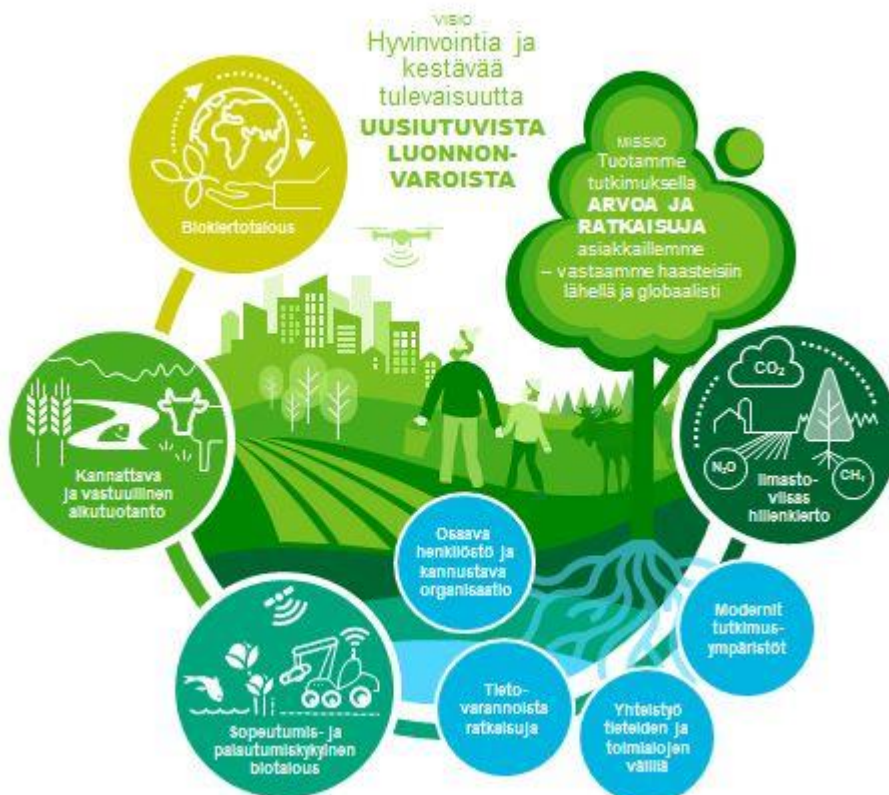 VISIO
Hyvinvointia ja
kestävää
tulevaisuutta
UUSIUTUVISTA
LUONNON-
VAROISTA
MISSIO
Tuotamme
tutkimuksella
ARVOA JA
RATKAISUJA
asiakkaillemme
– vastaamme haasteisiin
lähellä ja globaalisti
Biokiertotalous
Kannattava
ja vastuullinen
alkutuotanto
CO₂
N₂O
CH₄
Ilmasto-
viisas
hiilenkierto
Osaava
henkilöstö ja
kannustava
organisaatio
Modernit
tutkimus-
ympäristöt
Sopeutumis- ja
palautumiskykyinen
biotalous
Tieto-
varannoista
ratkaisuja
Yhteistyö
tieteiden ja
toimialojen
välillä